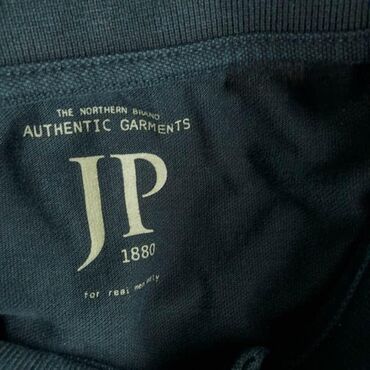 THE NORTHERN BRAND
AUTHENTIC GARMENTS
JP
1880
for real men only